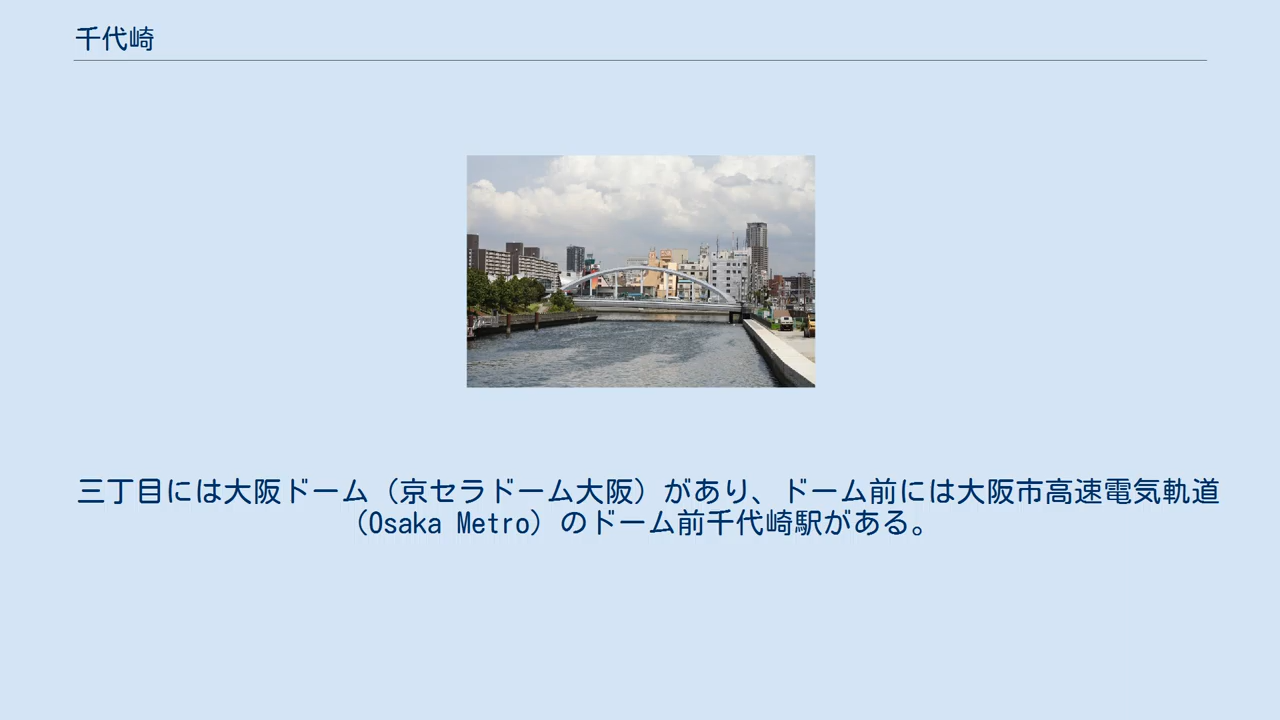 千代崎
三丁目には大阪ドーム（京セラドーム大阪）があり、ドーム前には大阪市高速電気軌道
（Osaka Metro）のドーム前千代崎駅がある。